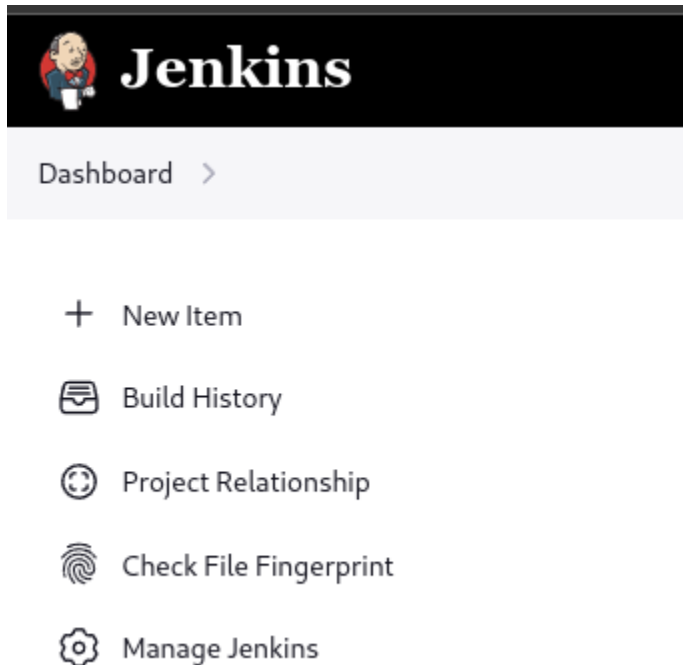 Jenkins
Dashboard
New Item
Build History
Project Relationship
Check File Fingerprint
Manage Jenkins